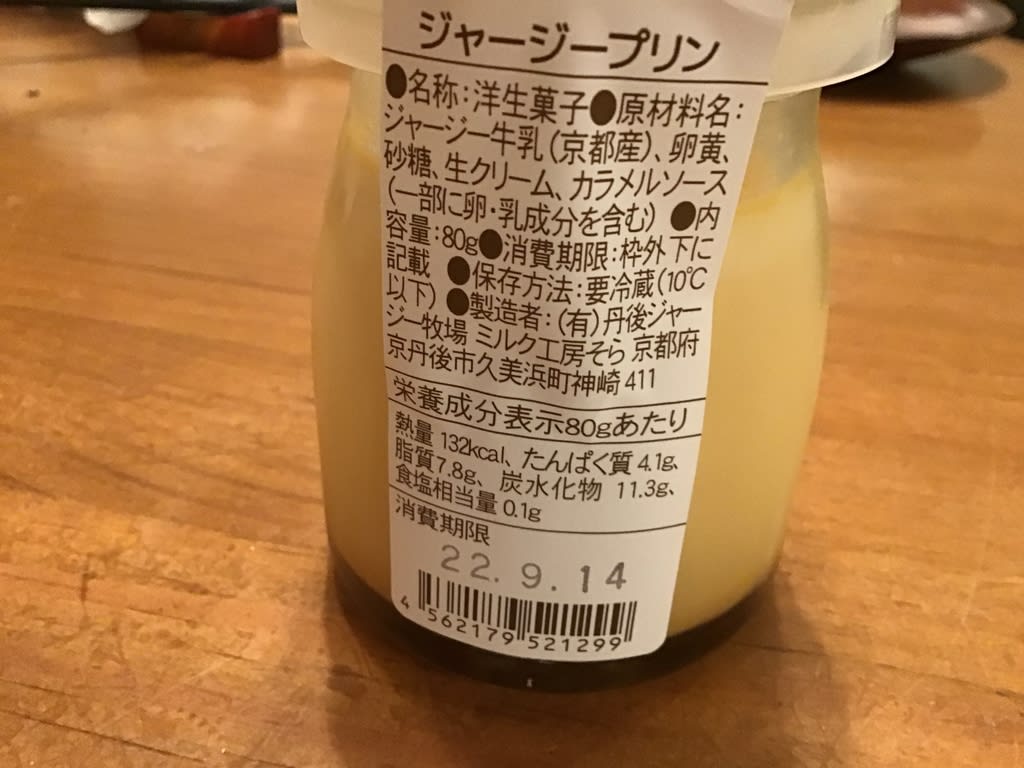 ジャージープリン
●名称：洋生菓子●原材料名：
ジャージー牛乳（京都産）、卵黄、
砂糖、生クリーム、カラメルソース
（一部に卵・乳成分を含む） ●内
容量：80g●消費期限：枠外下に
記載 ●保存方法：要冷蔵（10℃
以下） ●製造者：（有）丹後ジャー
ジー牧場 ミルク工房そら 京都府
京丹後市久美浜町神崎411
栄養成分表示80gあたり
熱量 132kcal、たんぱく質 4.1g、
脂質7.8g、炭水化物 11.3g、
食塩相当量 0.1g
消費期限
22.9.14
4 562179 521299